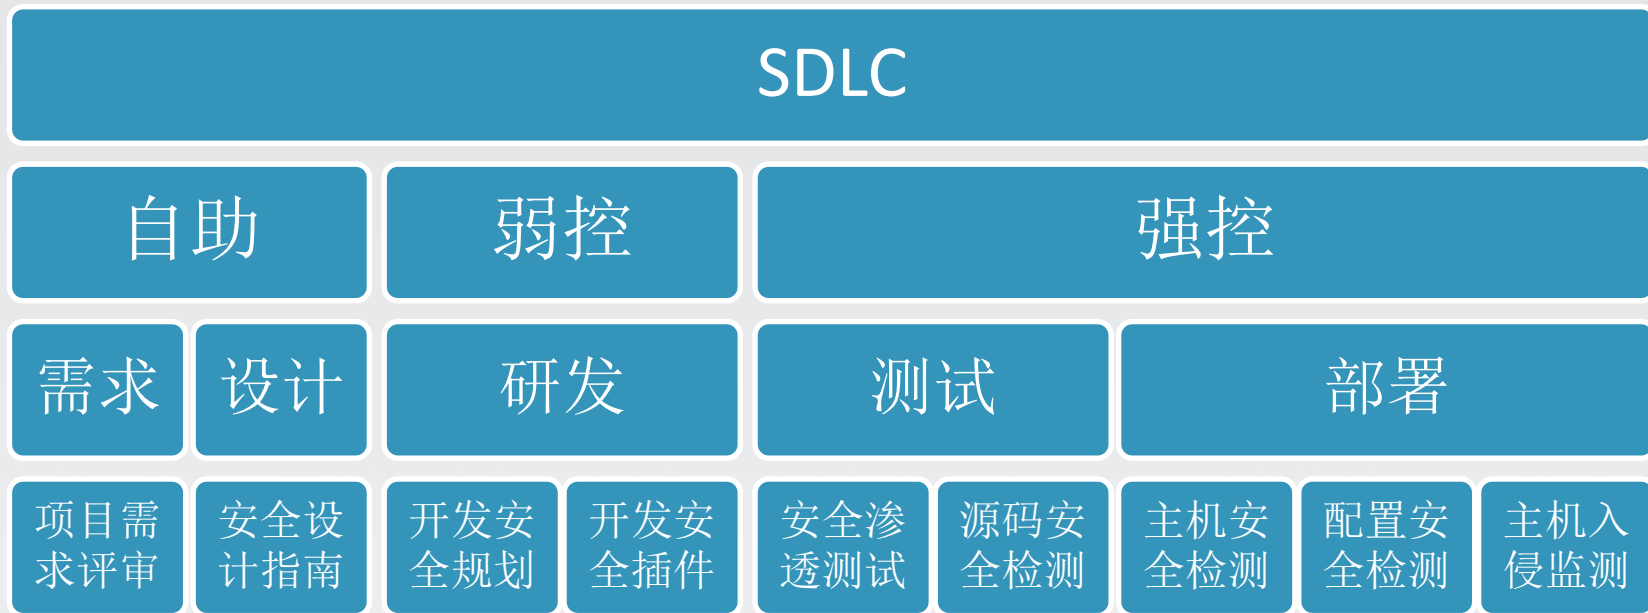 SDLC
自助
弱控
强控
需求
设计
研发
测试
部署
项目需
求评审
安全设
计指南
开发安
全规划
开发安
全插件
安全渗
透测试
源码安
全检测
主机安
全检测
配置安
全检测
主机入
侵监测